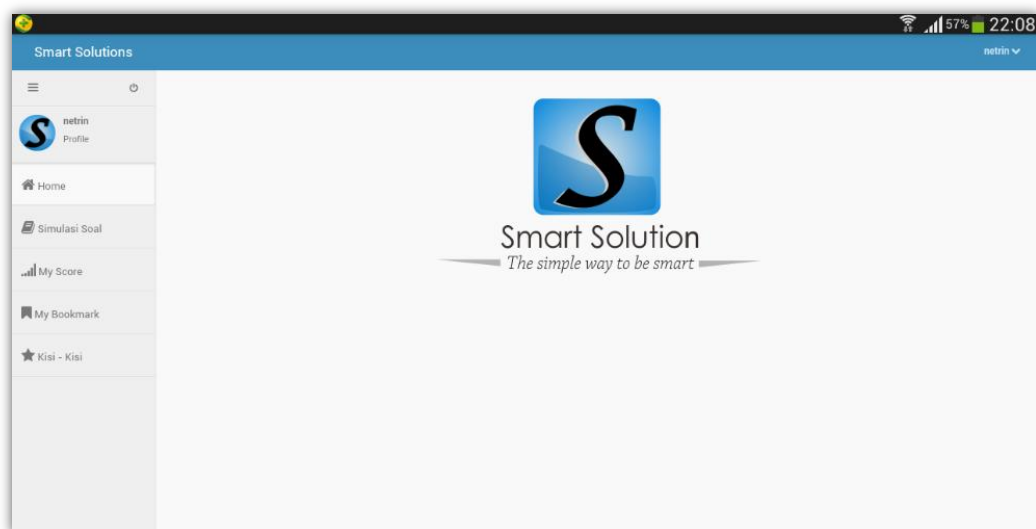 57% 22:08
Smart Solutions
netrin
netrin
Profile
Home
Simulasi Soal
My Score
My Bookmark
Kisi - Kisi
S
S
Smart Solution
The simple way to be smart